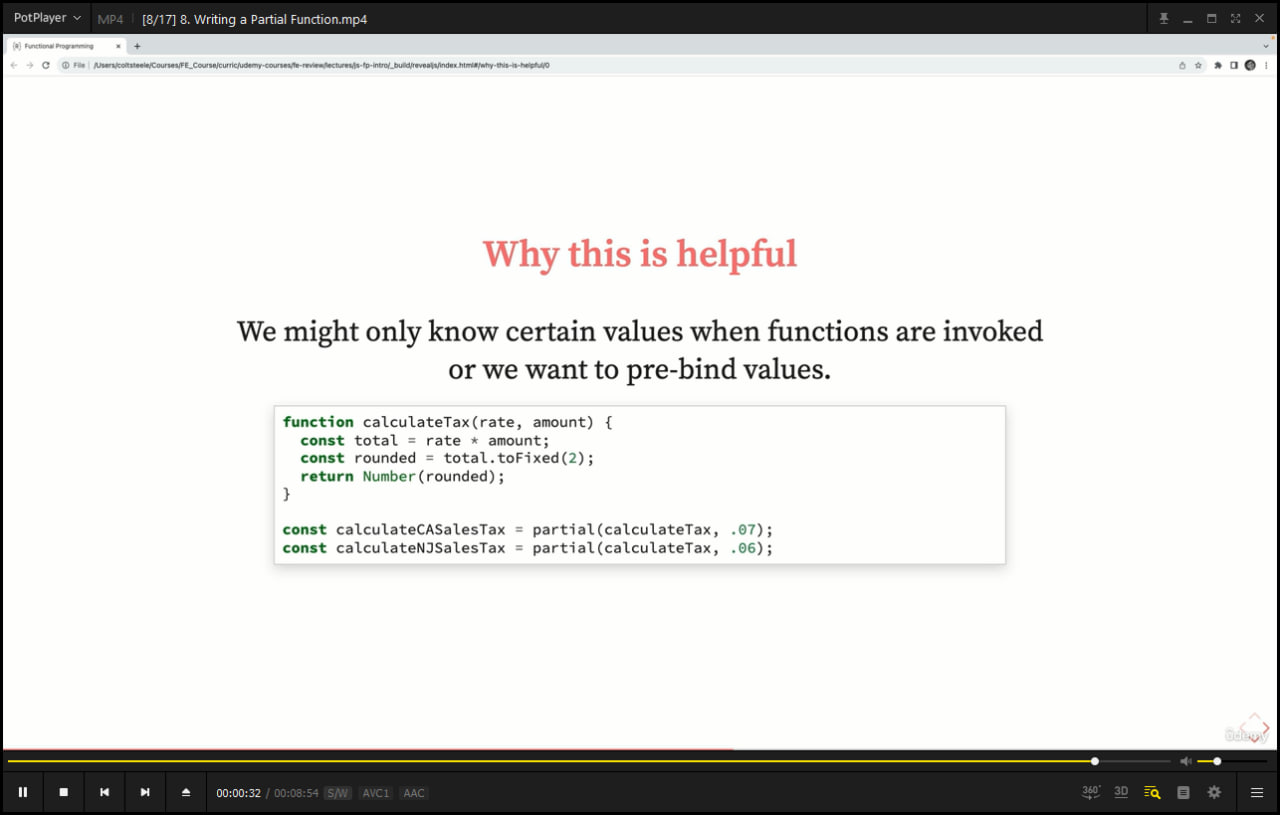 PotPlayer MP4 [8/17] 8. Writing a Partial Function.mp4
Functional Programming
File /Users/coltsteele/Courses/FE_Course/curric/udemy-courses/fe-review/lectures/js-fp-intro/_build/revealjs/index.html#/why-this-is-helpful/0
Why this is helpful
We might only know certain values when functions are invoked
or we want to pre-bind values.
function calculateTax(rate, amount) {
  const total = rate * amount;
  const rounded = total.toFixed(2);
  return Number(rounded);
}
const calculateCASalesTax = partial(calculateTax, .07);
const calculateNJSalesTax = partial(calculateTax, .06);
ûdemy
00:00:32 / 00:08:54 S/W AVC1 AAC
360° 3D